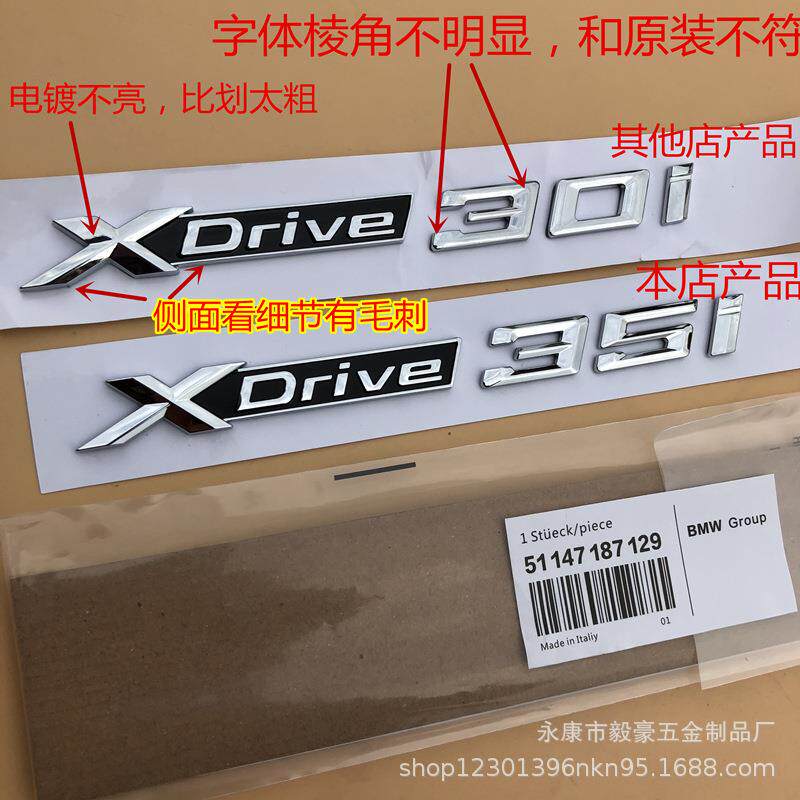 字体棱角不明显，和原装不符
电镀不亮，比划太粗
其他店产品
XDrive 30i
本店产品
侧面看细节有毛刺
XDrive 35i
1 Stüeck/piece
51 147 187 129
BMW Group
Made in Italiy
01
永康市毅豪五金制品厂
shop12301396nkn95.1688.com